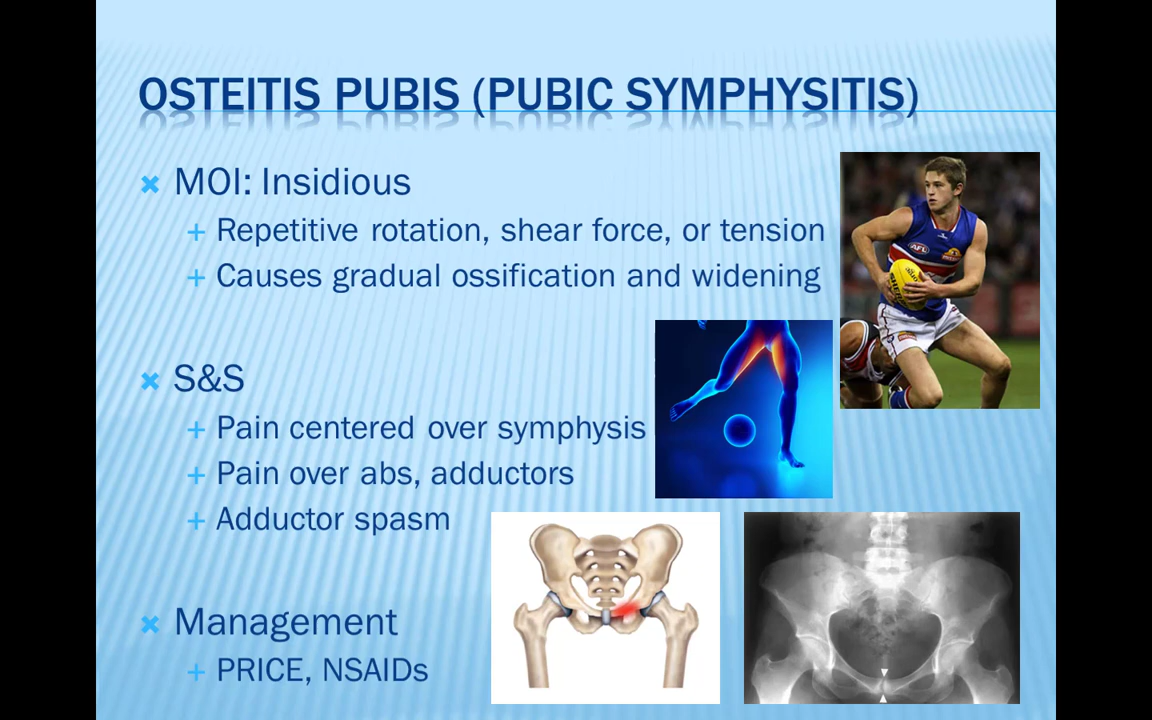 OSTEITIS PUBIS (PUBIC SYMPHYSITIS)
MOI: Insidious
Repetitive rotation, shear force, or tension
Causes gradual ossification and widening
S&S
Pain centered over symphysis
Pain over abs, adductors
Adductor spasm
Management
PRICE, NSAIDs
AFL